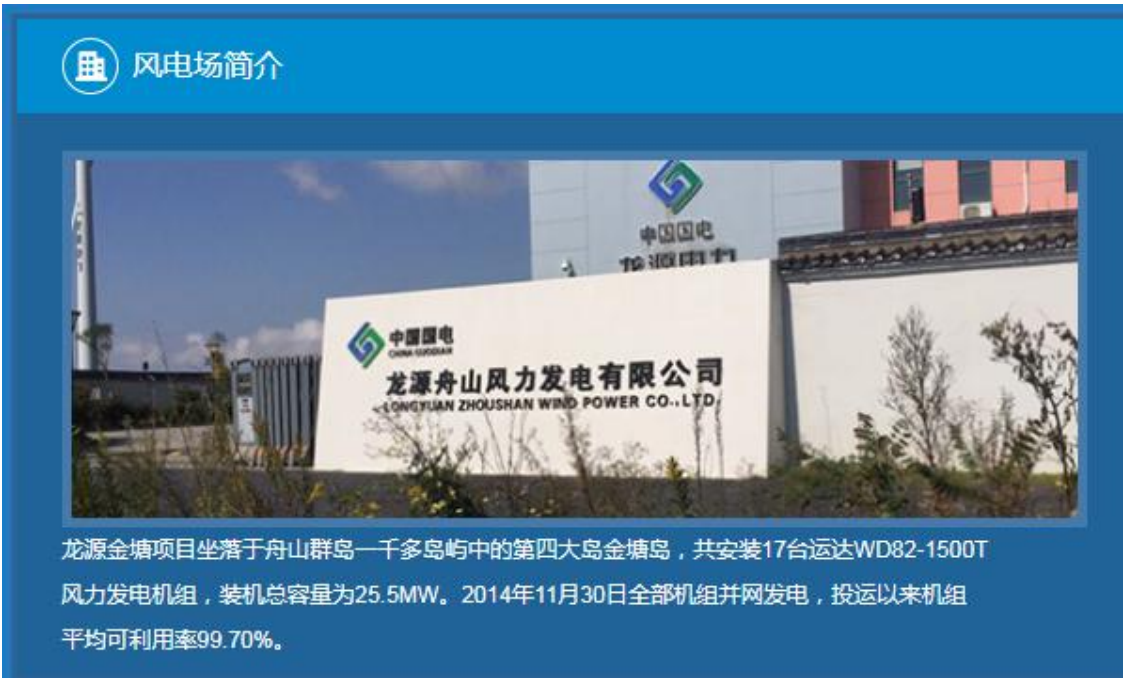 风电场简介
中国国电
龙源电力
中国国电
CHINA GUODIAN
龙源舟山风力发电有限公司
LONGYUAN ZHOUSHAN WIND POWER CO.,LTD.
龙源金塘项目坐落于舟山群岛一千多岛屿中的第四大岛金塘岛，共安装17台运达WD82-1500T
风力发电机组，装机总容量为25.5MW。2014年11月30日全部机组并网发电，投运以来机组
平均可利用率99.70%。